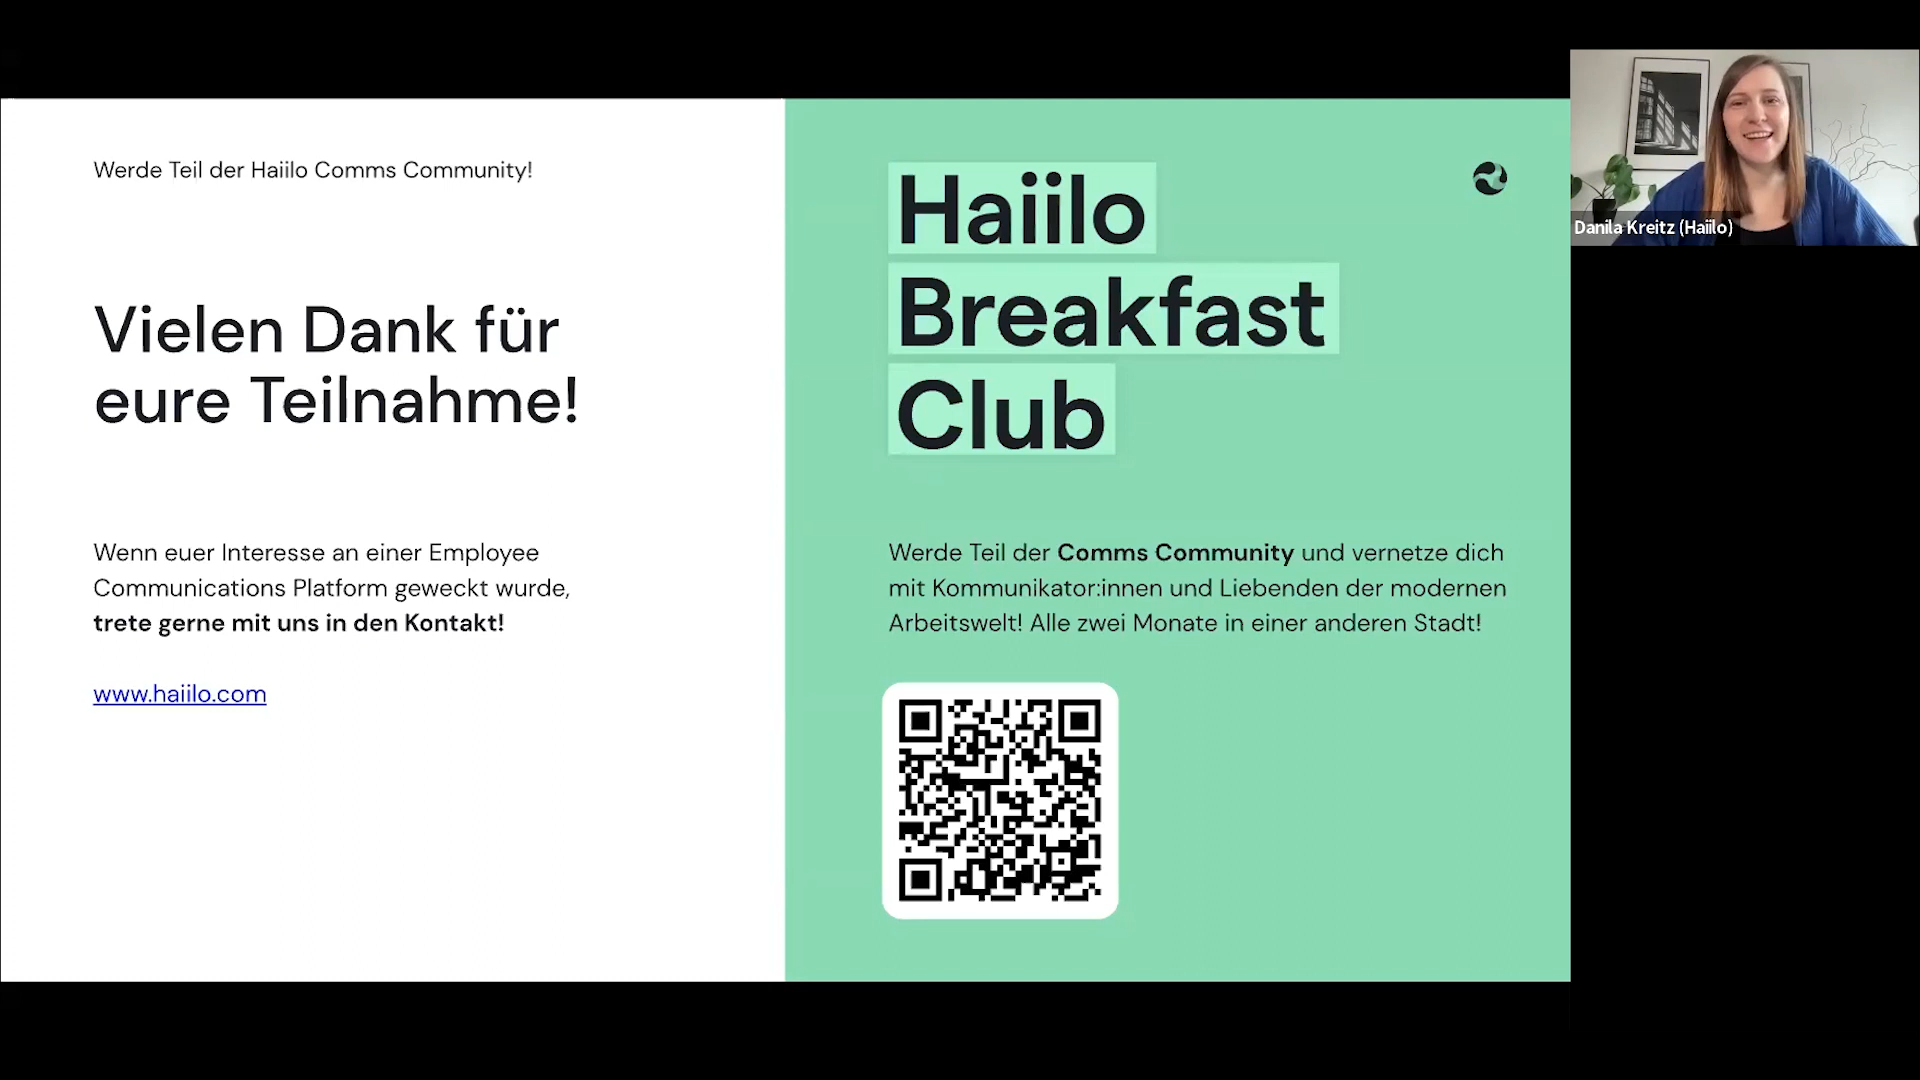 Werde Teil der Haiilo Comms Community!
Vielen Dank für
eure Teilnahme!
Wenn euer Interesse an einer Employee
Communications Platform geweckt wurde,
trete gerne mit uns in den Kontakt!
www.haiilo.com
Haiilo
Breakfast
Club
Werde Teil der Comms Community und vernetze dich
mit Kommunikator:innen und Liebenden der modernen
Arbeitswelt! Alle zwei Monate in einer anderen Stadt!
Danila Kreitz (Haiilo)